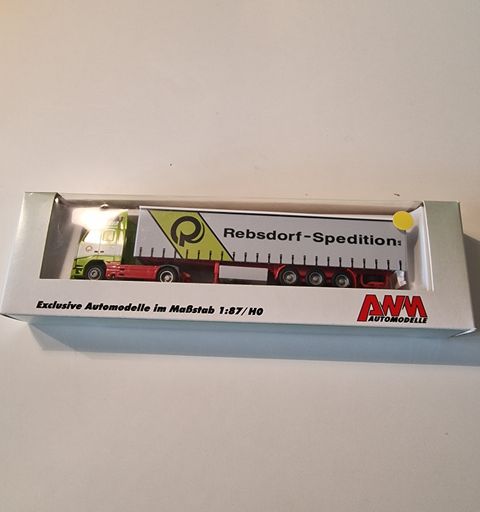 Rebsdorf-Spedition
Exclusive Automodelle im Maßstab 1:87/H0
AWM
AUTOMODELLE